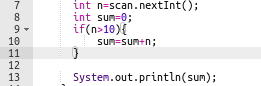 7 int n=scan.nextInt();
8 int sum=0;
9 if(n>10){
10 sum=sum+n;
11 }
12
13 System.out.println(sum);